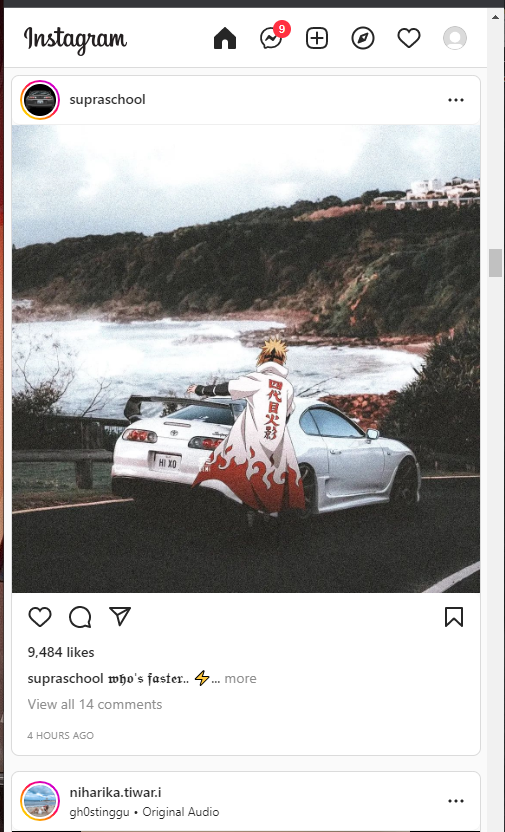 Instagram
9
supraschool
四代目火影
HI XO
9,484 likes
supraschool 𝖜𝖍𝖔'𝖘 𝖋𝖆𝖘𝖙𝖊𝖗.. ⚡... more
View all 14 comments
4 HOURS AGO
niharika.tiwar.i
gh0stinggu • Original Audio